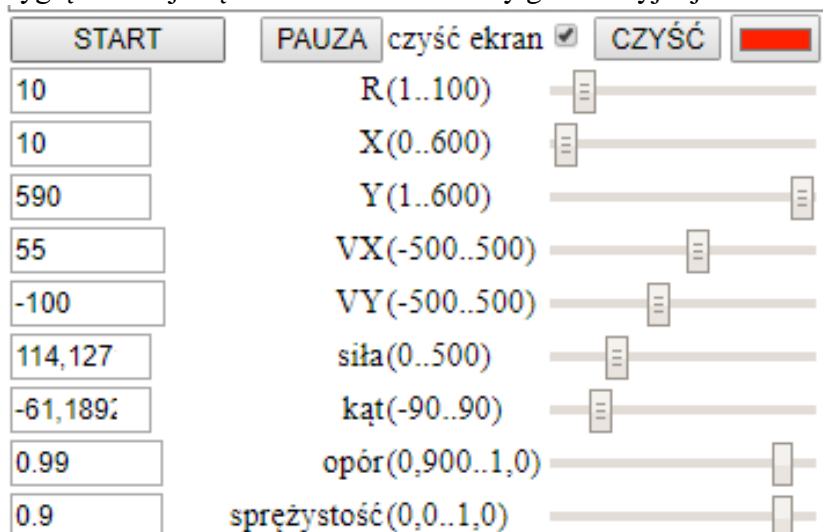 START PAUZA czyść ekran CZYŚĆ
10 R(1..100)
10 X(0..600)
590 Y(1..600)
55 VX(-500..500)
-100 VY(-500..500)
114,127 siła(0..500)
-61,1892 kąt(-90..90)
0.99 opór(0,900..1,0)
0.9 sprężystość(0,0..1,0)